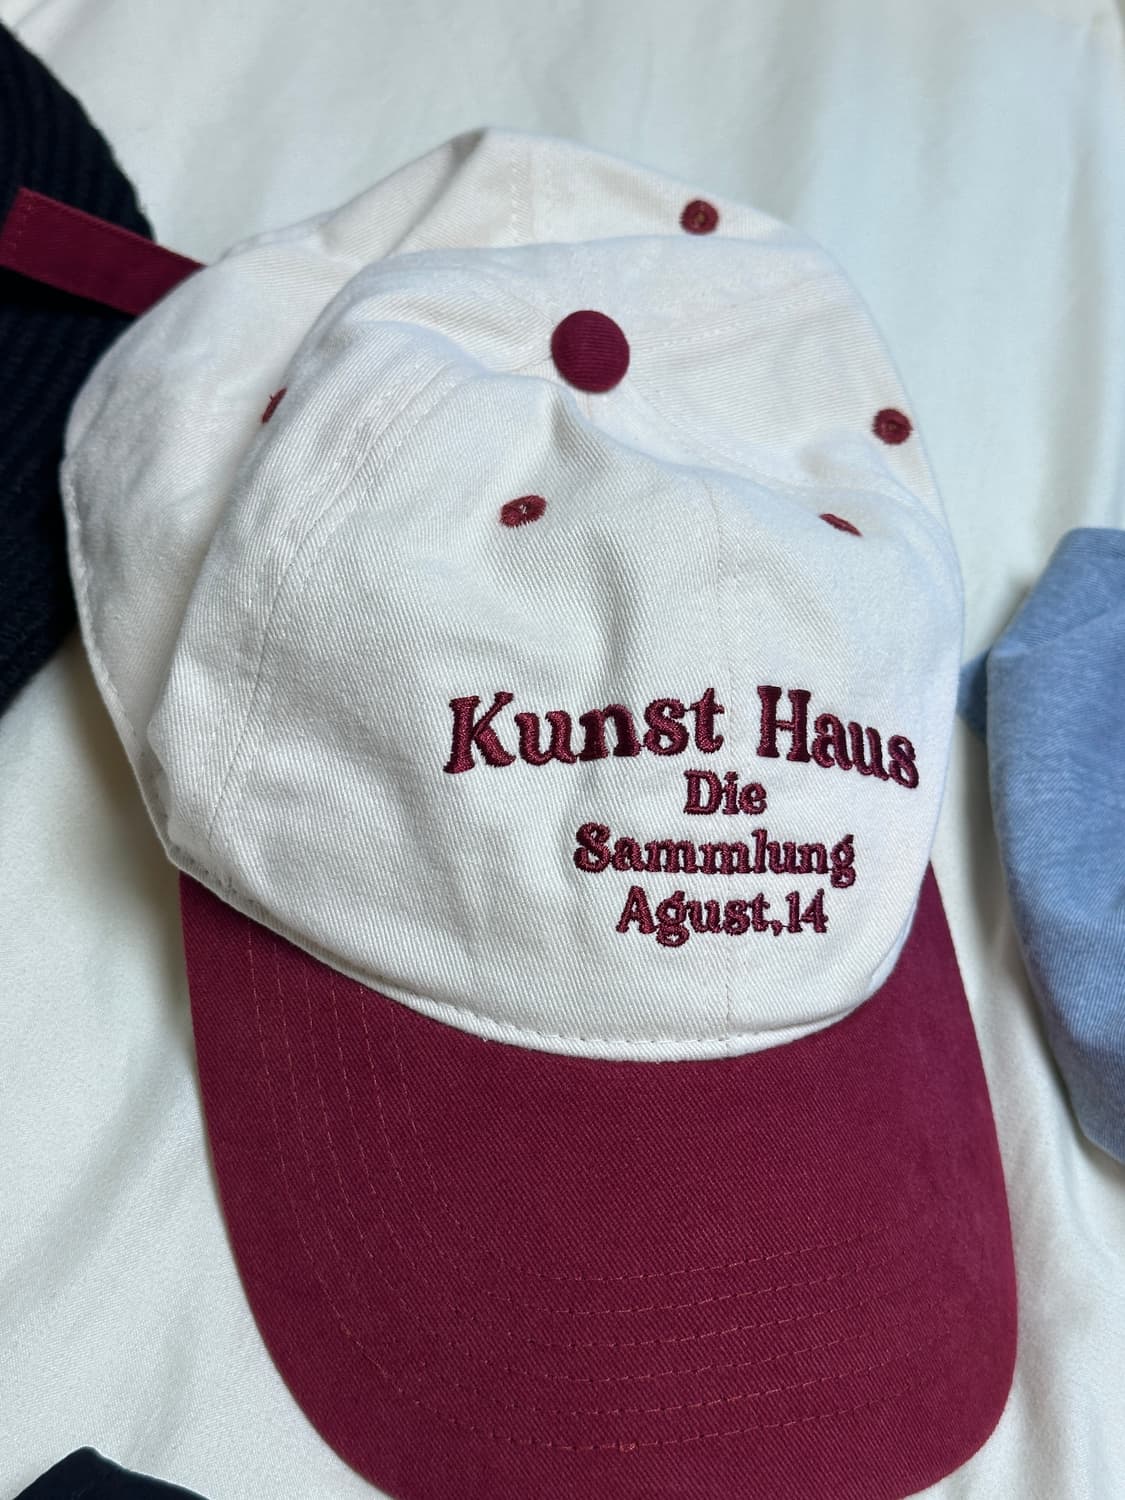 Kunst Haus
Die
Sammlung
Agust,14